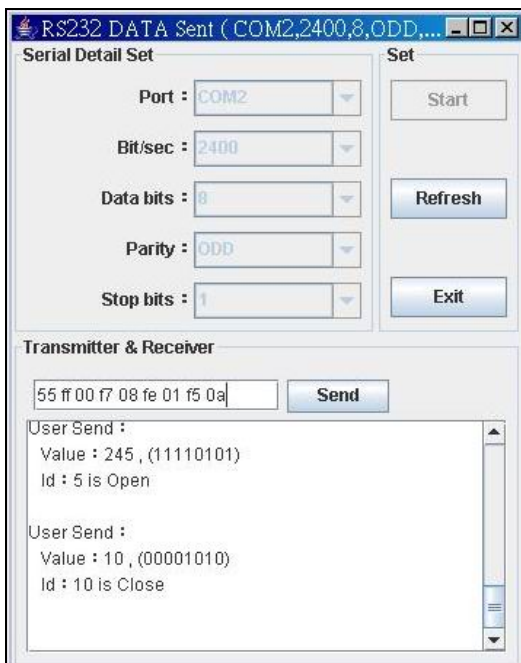 RS232 DATA Sent ( COM2,2400,8,ODD,...
Serial Detail Set
Port : COM2
Bit/sec : 2400
Data bits : 8
Parity : ODD
Stop bits : 1
Set
Start
Refresh
Exit
Transmitter & Receiver
55 ff 00 f7 08 fe 01 f5 0a
Send
User Send :
Value : 245 , (11110101)
Id : 5 is Open
User Send :
Value : 10 , (00001010)
Id : 10 is Close